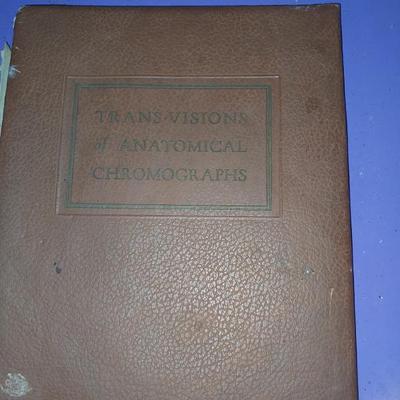 TRANS-VISIONS
of ANATOMICAL
CHROMOGRAPHS